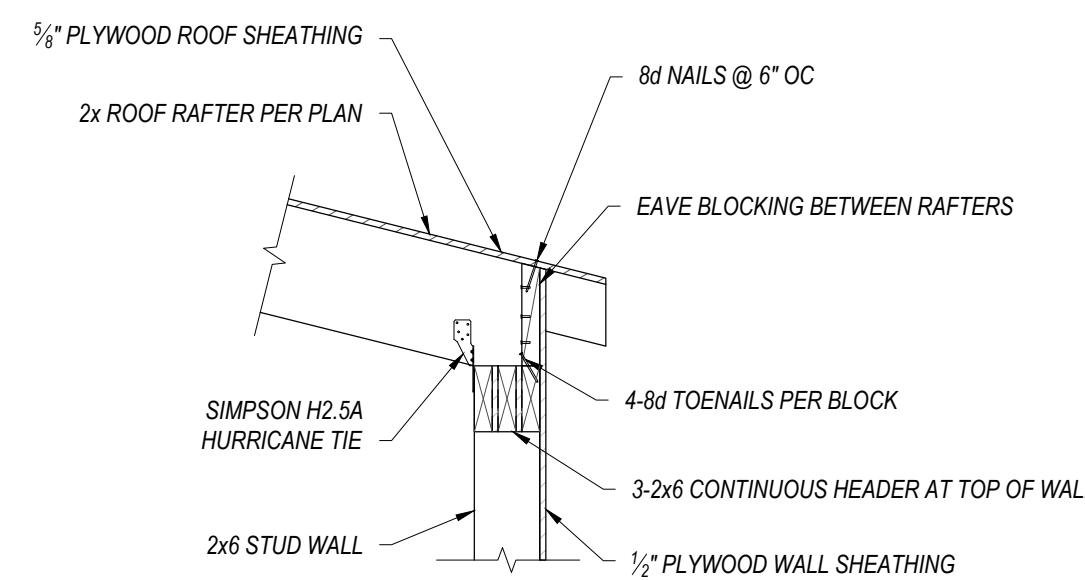 ⅝" PLYWOOD ROOF SHEATHING
2x ROOF RAFTER PER PLAN
8d NAILS @ 6" OC
EAVE BLOCKING BETWEEN RAFTERS
SIMPSON H2.5A
HURRICANE TIE
4-8d TOENAILS PER BLOCK
3-2x6 CONTINUOUS HEADER AT TOP OF WAL
2x6 STUD WALL
½" PLYWOOD WALL SHEATHING